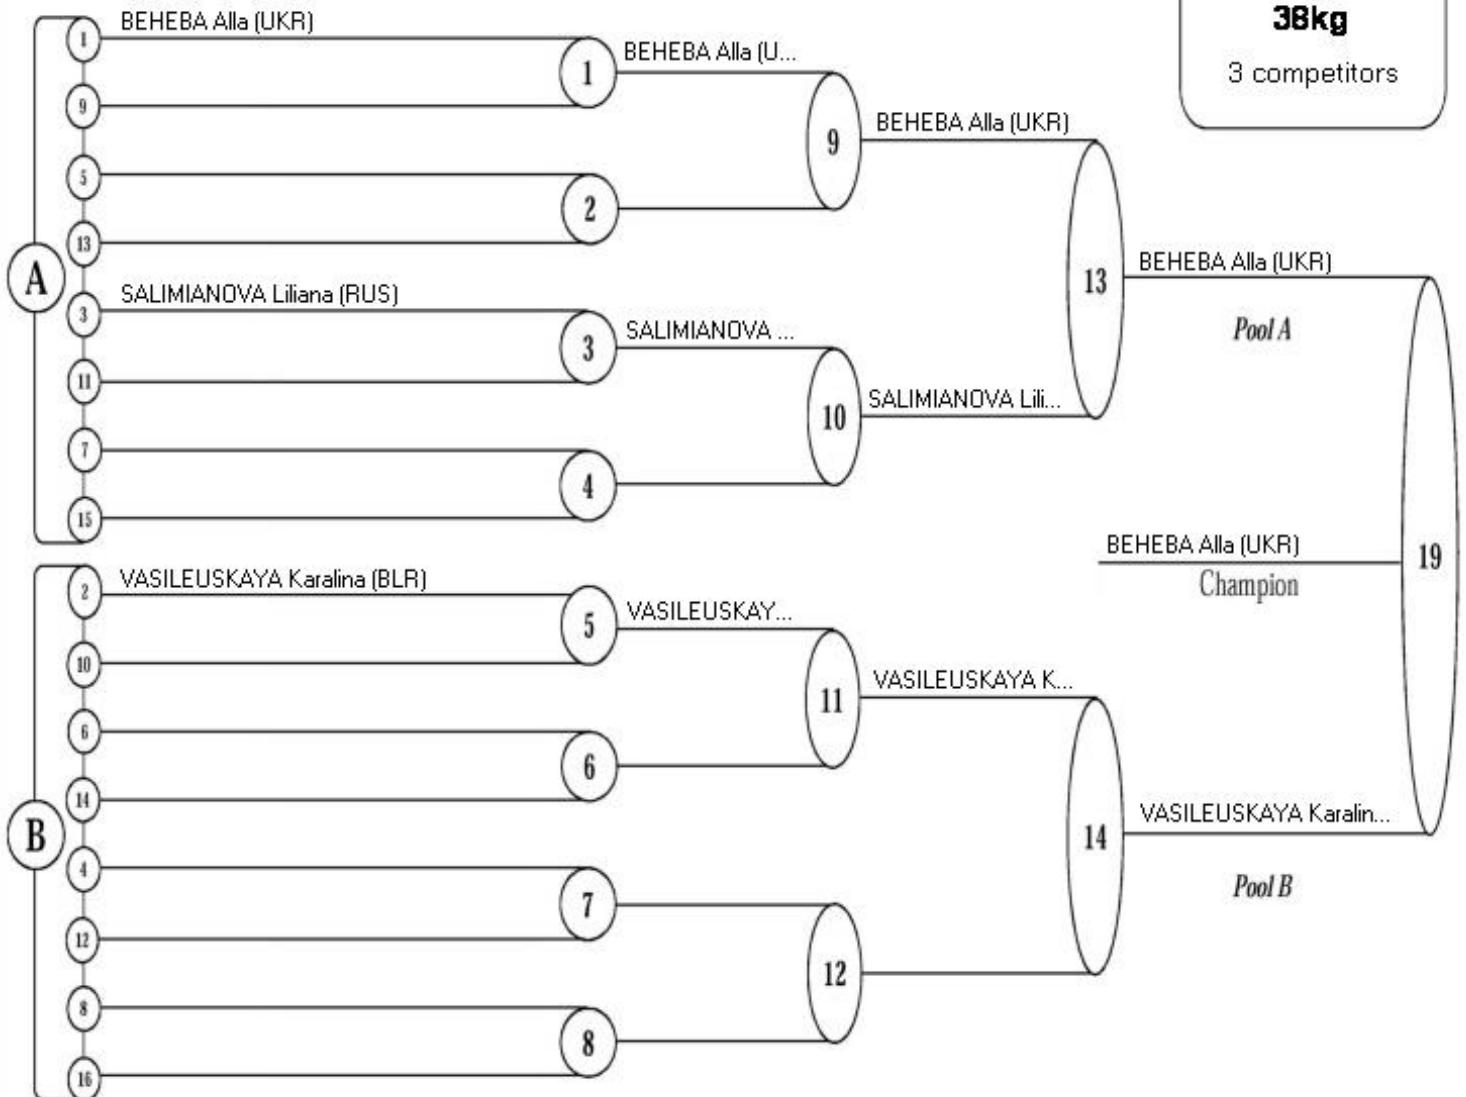 BEHEBA Alla (UKR)
38kg
3 competitors
1
9
5
13
3
11
7
15
A
SALIMIANOVA Liliana (RUS)
1
2
3
4
BEHEBA Alla (U...
SALIMIANOVA ...
9
10
BEHEBA Alla (UKR)
SALIMIANOVA Lili...
13
BEHEBA Alla (UKR)
Pool A
BEHEBA Alla (UKR)
Champion
19
2
10
6
14
4
12
8
16
B
VASILEUSKAYA Karalina (BLR)
5
6
7
8
VASILEUSKAY...
11
12
VASILEUSKAYA K...
14
VASILEUSKAYA Karalin...
Pool B